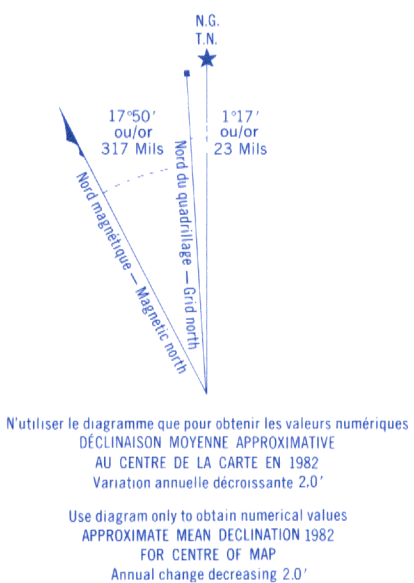 N.G.
T.N.
17°50′
ou/or
317 Mils
1°17′
ou/or
23 Mils
Nord magnétique — Magnetic north
Nord du quadrillage — Grid north
N'utiliser le diagramme que pour obtenir les valeurs numériques
DÉCLINAISON MOYENNE APPROXIMATIVE
AU CENTRE DE LA CARTE EN 1982
Variation annuelle décroissante 2.0′
Use diagram only to obtain numerical values
APPROXIMATE MEAN DECLINATION 1982
FOR CENTRE OF MAP
Annual change decreasing 2.0′